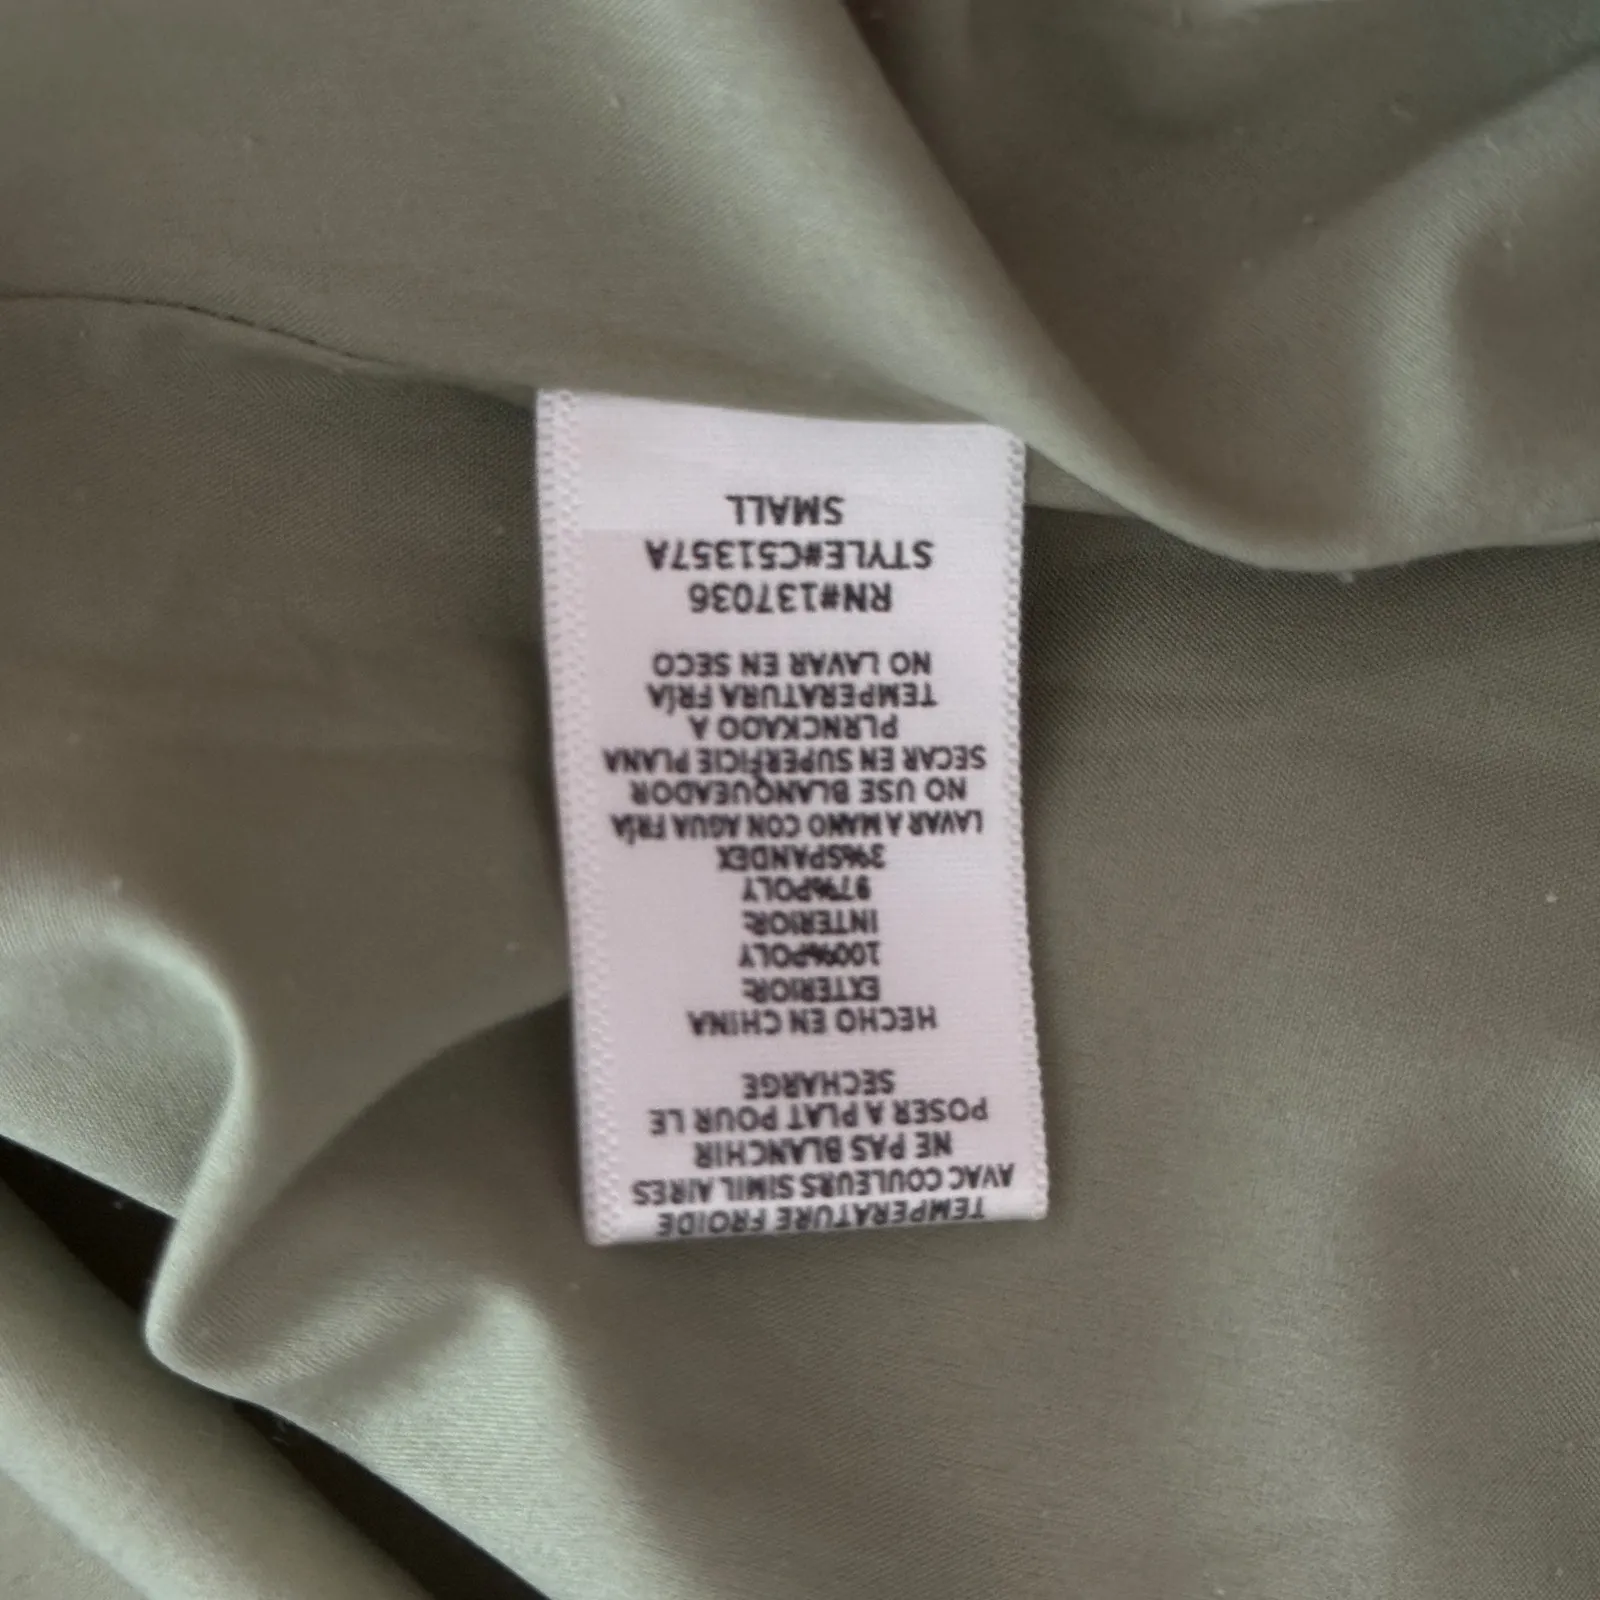 TEMPERATURE FROIDE
AVAC COULEURS SIMILAIRES
NE PAS BLANCHIR
POSER A PLAT POUR LE
SECHARGE
HECHO EN CHINA
EXTERIOR:
100%POLY
INTERIOR:
97%POLY
3%SPANDEX
LAVAR A MANO CON AGUA FRÍA
NO USE BLANQUEADOR
SECAR EN SUPERFICIE PLANA
PLRNCKADO A
TEMPERATURA FRÍA
NO LAVAR EN SECO
RN#137036
STYLE#C51357A
SMALL